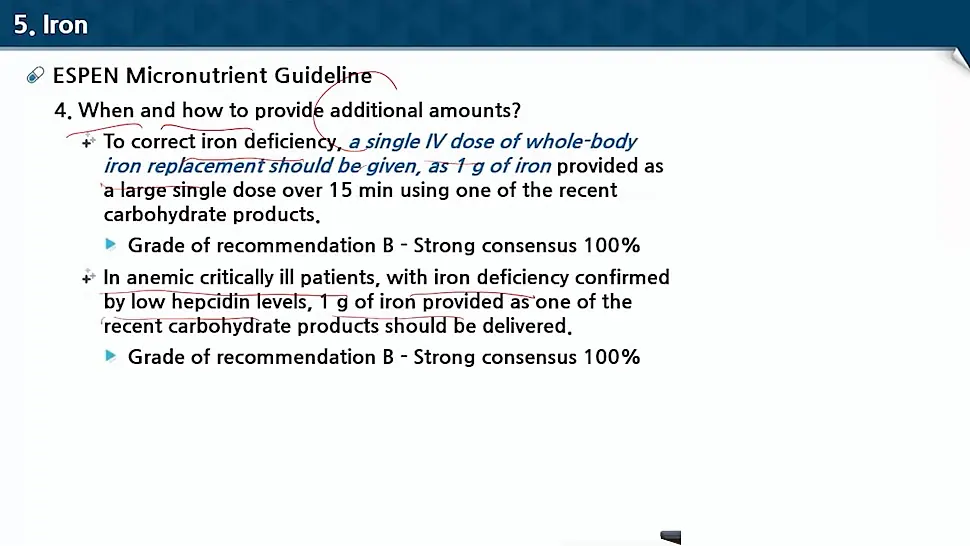 5. Iron
ESPEN Micronutrient Guideline
4. When and how to provide additional amounts?
To correct iron deficiency, a single IV dose of whole-body
iron replacement should be given, as 1 g of iron provided as
a large single dose over 15 min using one of the recent
carbohydrate products.
Grade of recommendation B - Strong consensus 100%
In anemic critically ill patients, with iron deficiency confirmed
by low hepcidin levels, 1 g of iron provided as one of the
recent carbohydrate products should be delivered.
Grade of recommendation B - Strong consensus 100%